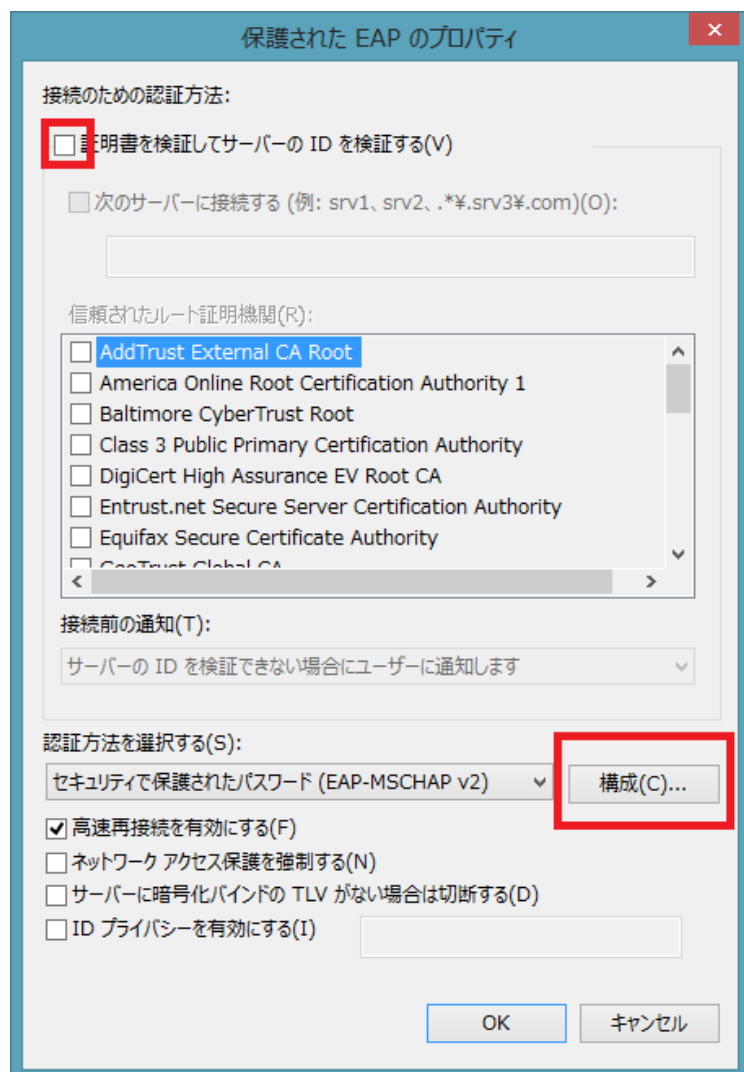 保護された EAP のプロパティ
接続のための認証方法:
証明書を検証してサーバーの ID を検証する(V)
次のサーバーに接続する (例: srv1、srv2、.*¥.srv3¥.com)(O):
信頼されたルート証明機関(R):
AddTrust External CA Root
America Online Root Certification Authority 1
Baltimore CyberTrust Root
Class 3 Public Primary Certification Authority
DigiCert High Assurance EV Root CA
Entrust.net Secure Server Certification Authority
Equifax Secure Certificate Authority
GeoTrust Global CA
接続前の通知(T):
サーバーの ID を検証できない場合にユーザーに通知します
認証方法を選択する(S):
セキュリティで保護されたパスワード (EAP-MSCHAP v2)
構成(C)...
高速再接続を有効にする(F)
ネットワーク アクセス保護を強制する(N)
サーバーに暗号化バインドの TLV がない場合は切断する(D)
ID プライバシーを有効にする(I)
OK
キャンセル